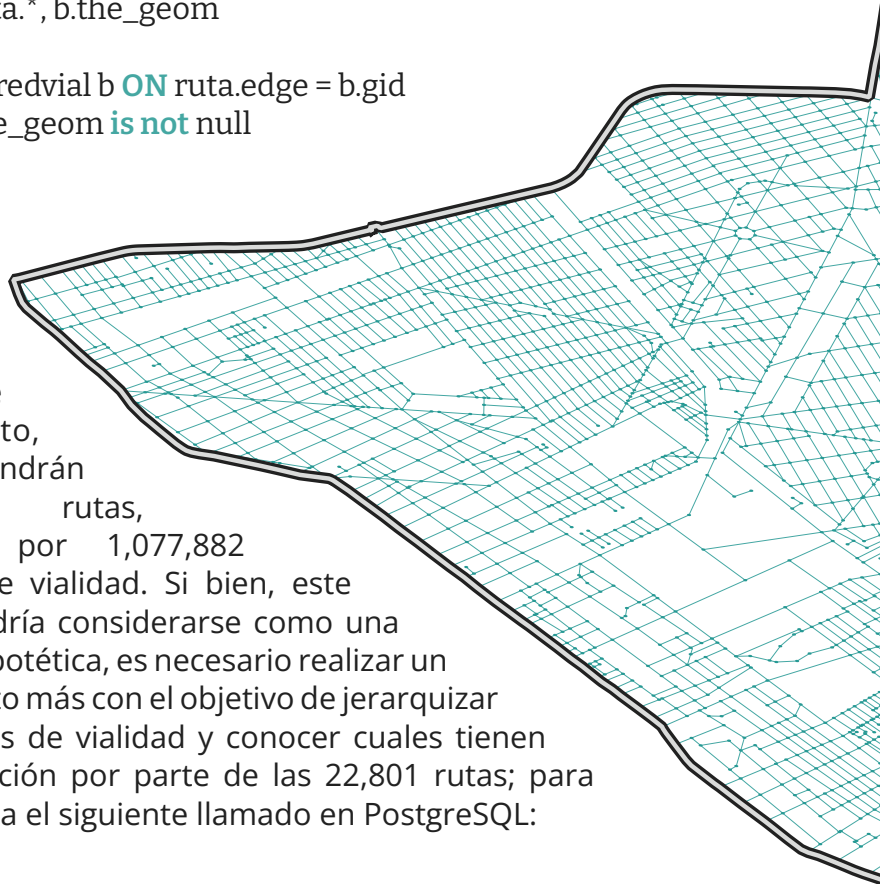 ta.*, b.the_geom
redvial b ON ruta.edge = b.gid
e_geom is not null
to,
ndrán
rutas,
por 1,077,882
e vialidad. Si bien, este
dría considerarse como una
potética, es necesario realizar un
to más con el objetivo de jerarquizar
s de vialidad y conocer cuales tienen
ción por parte de las 22,801 rutas; para
a el siguiente llamado en PostgreSQL: